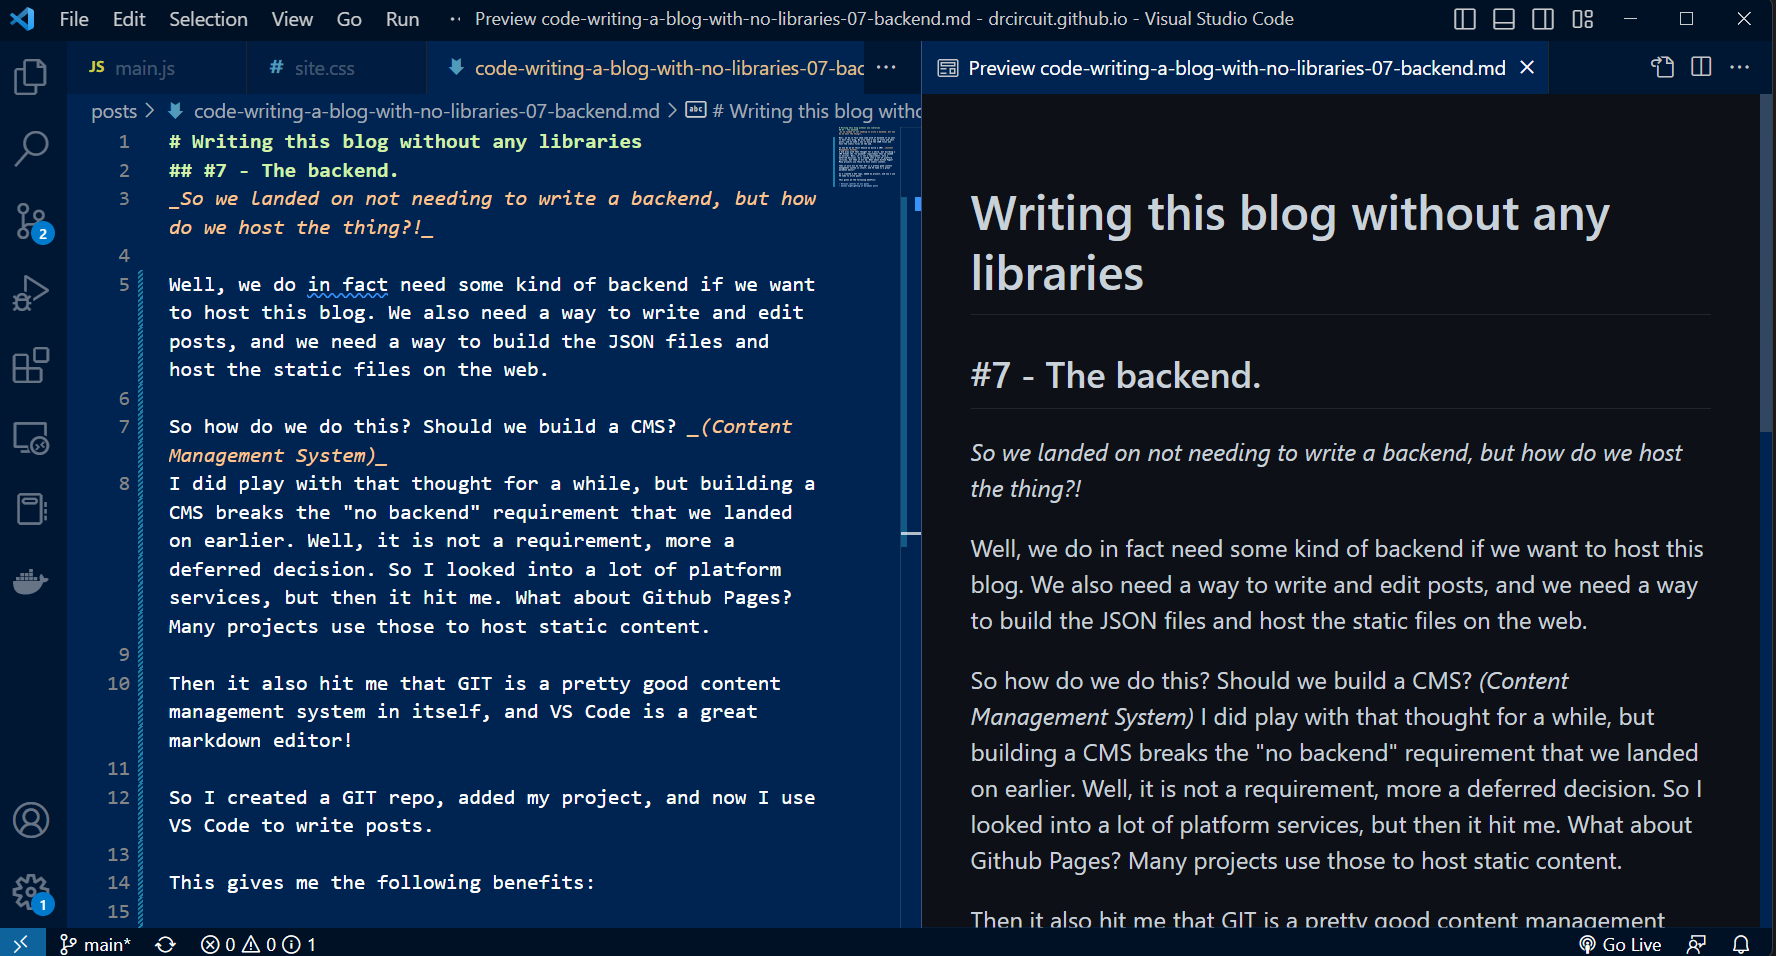 File Edit Selection View Go Run ·· Preview code-writing-a-blog-with-no-libraries-07-backend.md - drcircuit.github.io - Visual Studio Code
JS main.js # site.css code-writing-a-blog-with-no-libraries-07-bac ···
Preview code-writing-a-blog-with-no-libraries-07-backend.md ···
posts > code-writing-a-blog-with-no-libraries-07-backend.md > abc # Writing this blog witho
1 # Writing this blog without any libraries
2 ## #7 - The backend.
3 _So we landed on not needing to write a backend, but how
do we host the thing?!_
4
5 Well, we do in fact need some kind of backend if we want
to host this blog. We also need a way to write and edit
posts, and we need a way to build the JSON files and
host the static files on the web.
6
7 So how do we do this? Should we build a CMS? _(Content
Management System)_
8 I did play with that thought for a while, but building a
CMS breaks the "no backend" requirement that we landed
on earlier. Well, it is not a requirement, more a
deferred decision. So I looked into a lot of platform
services, but then it hit me. What about Github Pages?
Many projects use those to host static content.
9
10 Then it also hit me that GIT is a pretty good content
management system in itself, and VS Code is a great
markdown editor!
11
12 So I created a GIT repo, added my project, and now I use
VS Code to write posts.
13
14 This gives me the following benefits:
15
Writing this blog without any
libraries
#7 - The backend.
So we landed on not needing to write a backend, but how do we host
the thing?!
Well, we do in fact need some kind of backend if we want to host this
blog. We also need a way to write and edit posts, and we need a way
to build the JSON files and host the static files on the web.
So how do we do this? Should we build a CMS? (Content
Management System) I did play with that thought for a while, but
building a CMS breaks the "no backend" requirement that we landed
on earlier. Well, it is not a requirement, more a deferred decision. So I
looked into a lot of platform services, but then it hit me. What about
Github Pages? Many projects use those to host static content.
Then it also hit me that GIT is a pretty good content management
2
1
main* 0 0 1
Go Live